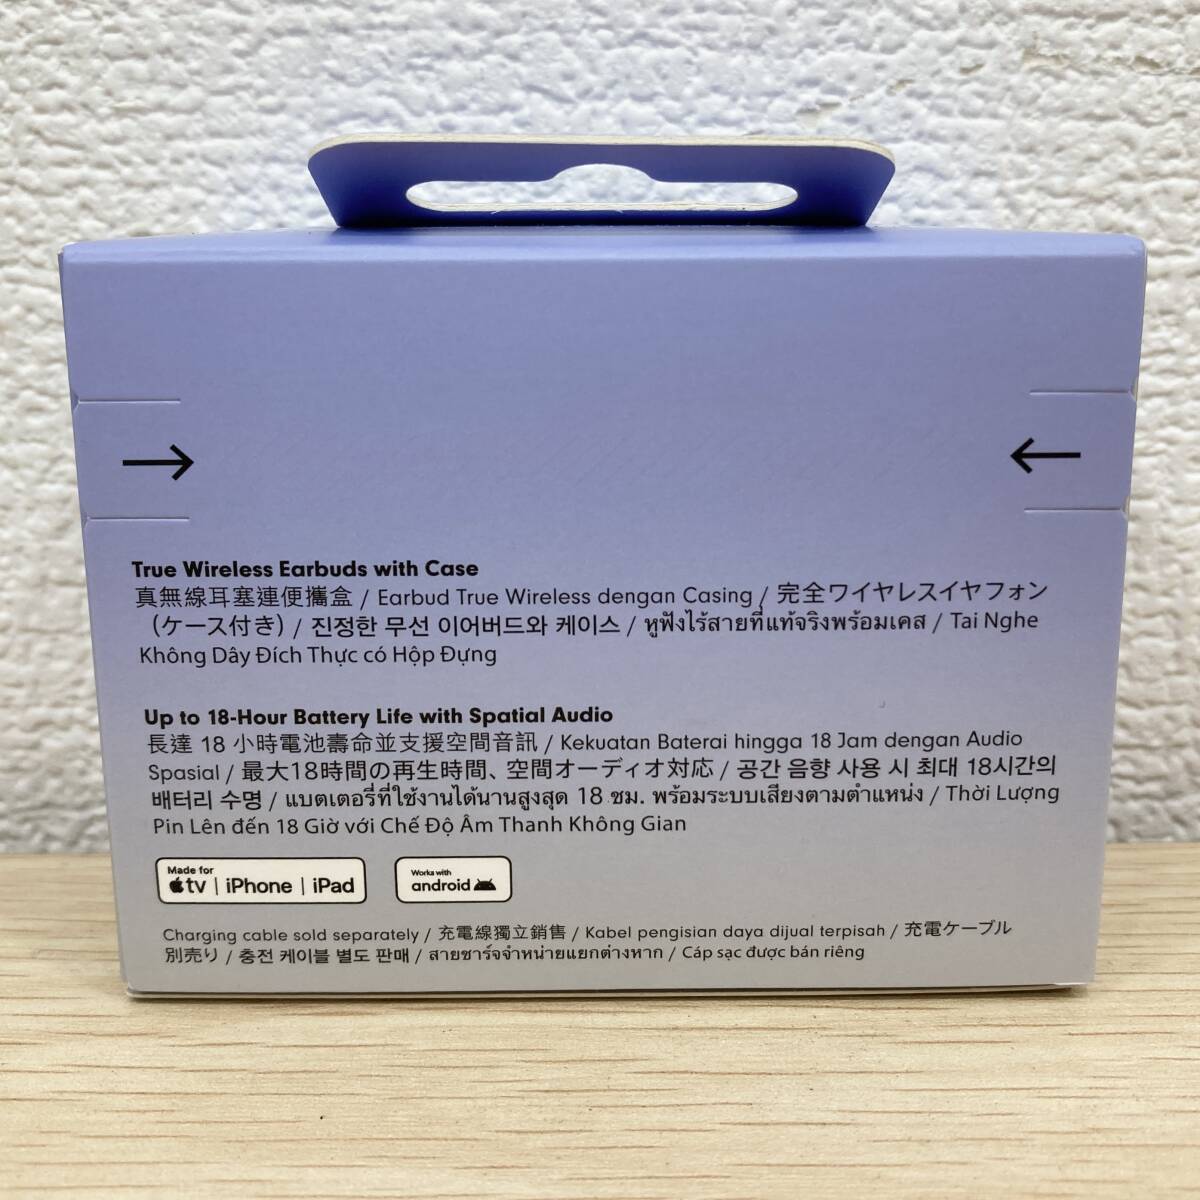 True Wireless Earbuds with Case
真無線耳塞連便攜盒 / Earbud True Wireless dengan Casing / 完全ワイヤレスイヤフォン
（ケース付き) / 진정한 무선 이어버드와 케이스 / หูฟังไร้สายที่แท้จริงพร้อมเคส / Tai Nghe
Không Dây Đích Thực có Hộp Đựng
Up to 18-Hour Battery Life with Spatial Audio
長達 18 小時電池壽命並支援空間音訊 / Kekuatan Baterai hingga 18 Jam dengan Audio
Spasial / 最大18時間の再生時間、空間オーディオ対応 / 공간 음향 사용 시 최대 18시간의
배터리 수명 / แบตเตอรี่ที่ใช้งานได้นานสูงสุด 18 ชม. พร้อมระบบเสียงตามตำแหน่ง / Thời Lượng
Pin Lên đến 18 Giờ với Chế Độ Âm Thanh Không Gian
Made for
tv | iPhone | iPad
Works with
android
Charging cable sold separately / 充電線獨立銷售 / Kabel pengisian daya dijual terpisah / 充電ケーブル
別売り / 충전 케이블 별도 판매 / สายชาร์จจำหน่ายแยกต่างหาก / Cáp sạc được bán riêng